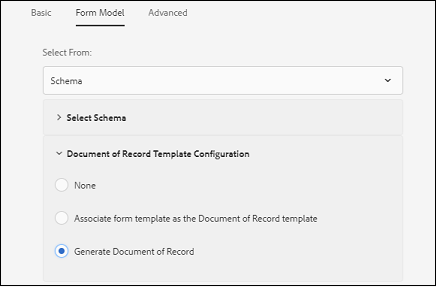 Basic Form Model Advanced
Select From:
Schema
Select Schema
Document of Record Template Configuration
None
Associate form template as the Document of Record template
Generate Document of Record